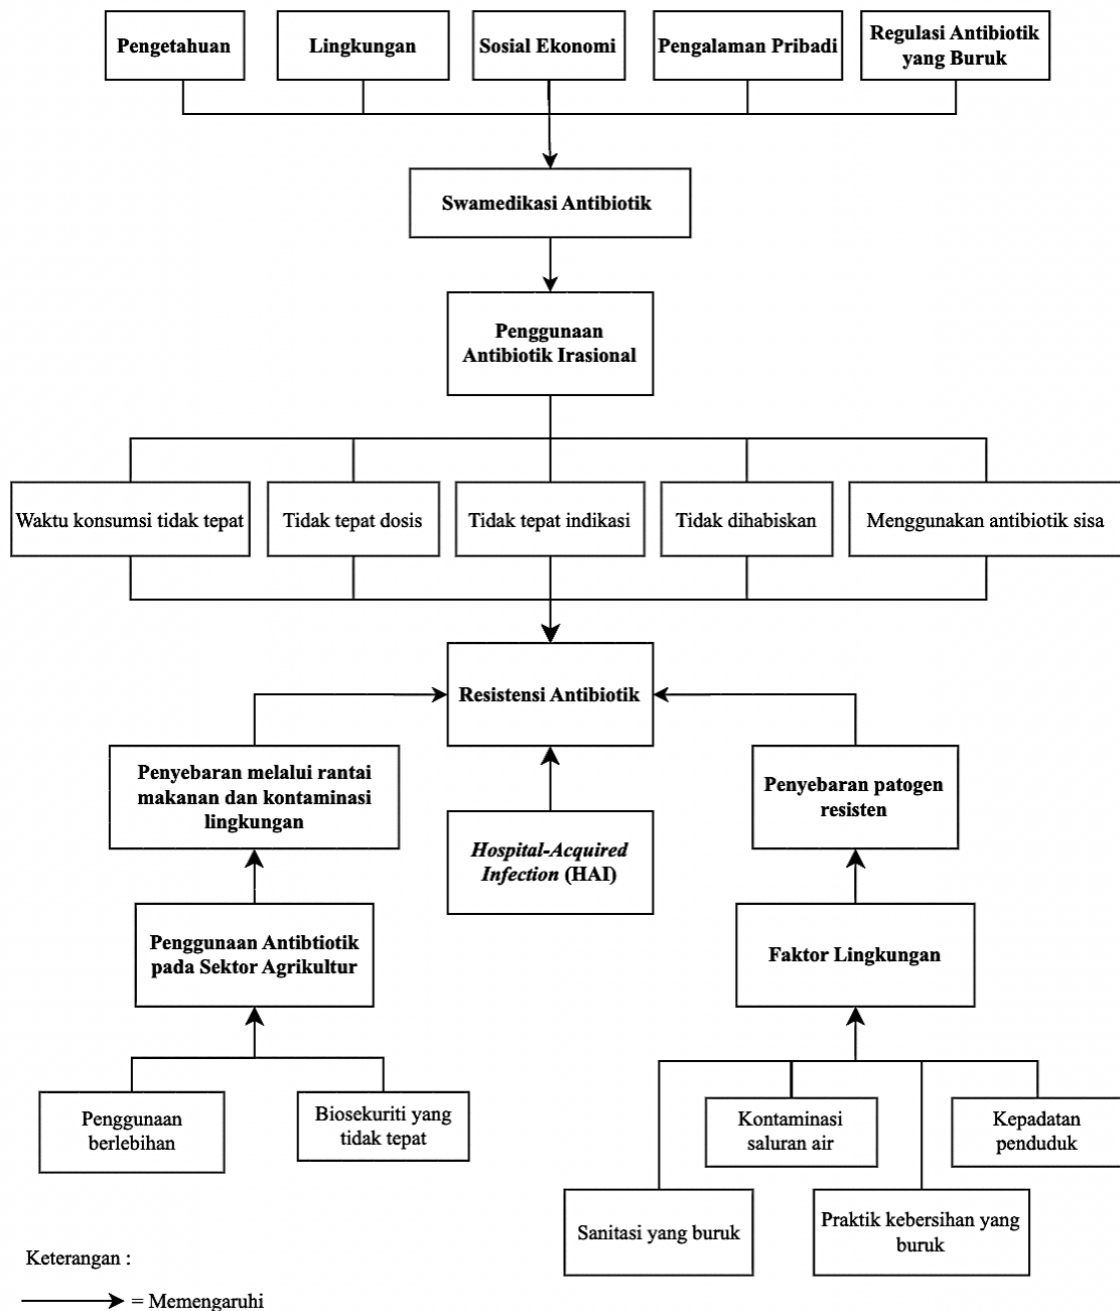 Pengetahuan
Lingkungan
Sosial Ekonomi
Pengalaman Pribadi
Regulasi Antibiotik
yang Buruk
Swamedikasi Antibiotik
Penggunaan
Antibiotik Irasional
Waktu konsumsi tidak tepat
Tidak tepat dosis
Tidak tepat indikasi
Tidak dihabiskan
Menggunakan antibiotik sisa
Resistensi Antibiotik
Penyebaran melalui rantai
makanan dan kontaminasi
lingkungan
Hospital-Acquired
Infection (HAI)
Penyebaran patogen
resisten
Penggunaan Antibtiotik
pada Sektor Agrikultur
Faktor Lingkungan
Penggunaan
berlebihan
Biosekuriti yang
tidak tepat
Kontaminasi
saluran air
Kepadatan
penduduk
Sanitasi yang buruk
Praktik kebersihan yang
buruk
Keterangan :
= Memengaruhi